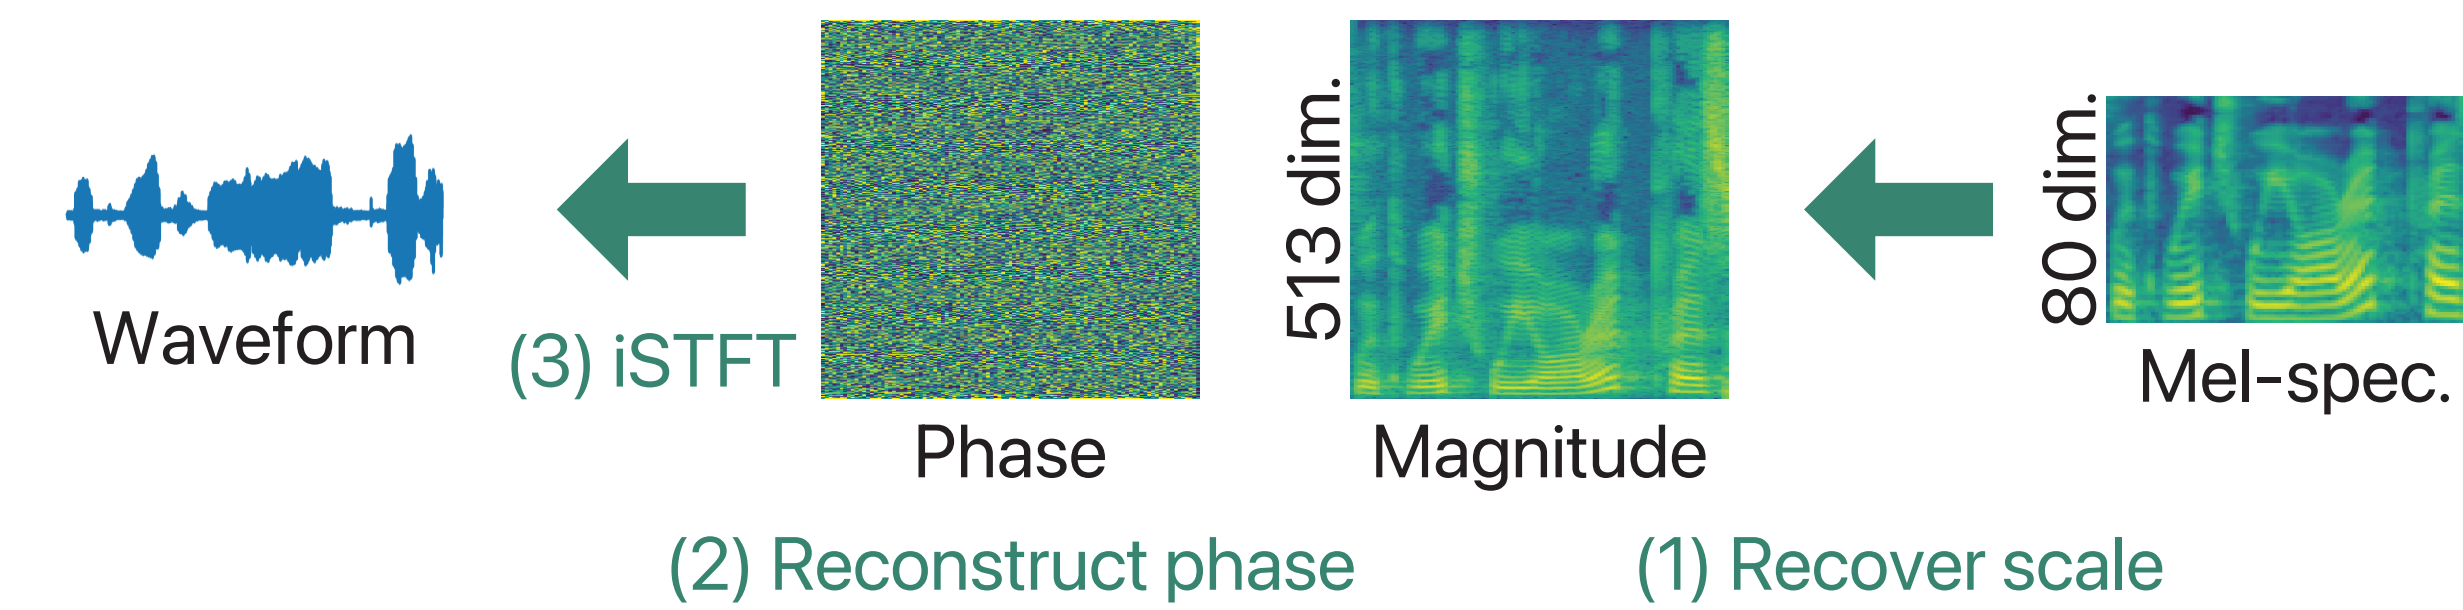 Waveform
(3) iSTFT
Phase
513 dim.
Magnitude
80 dim.
Mel-spec.
(2) Reconstruct phase
(1) Recover scale